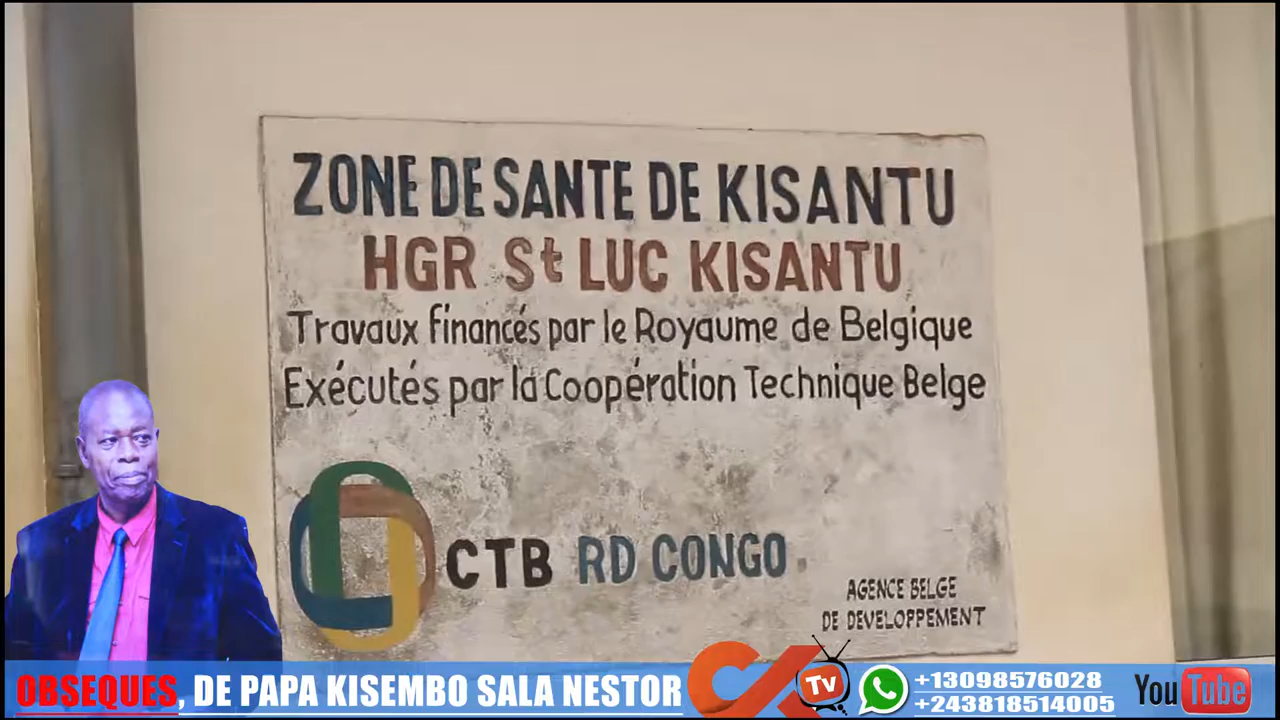 ZONE DE SANTE DE KISANTU
HGR St LUC KISANTU
Travaux financés par le Royaume de Belgique
Exécutés par la Coopération Technique Belge
CTB RD CONGO
AGENCE BELGE
DE DEVELOPPEMENT
OBSEQUES, DE PAPA KISEMBO SALA NESTOR
Tv
+13098576028
+243818514005
YouTube